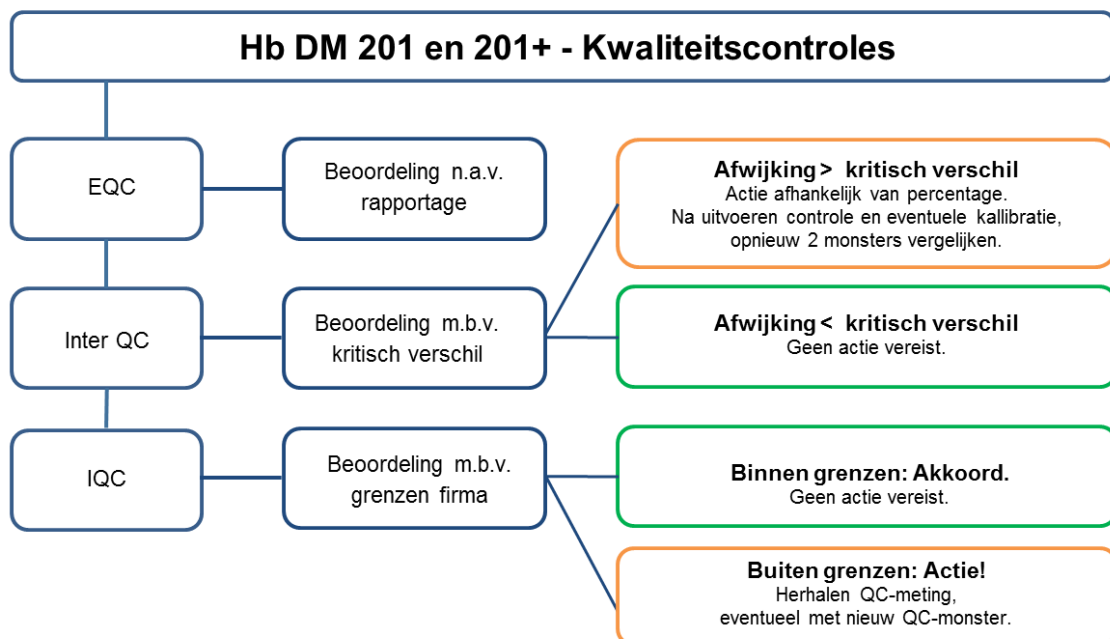 Hb DM 201 en 201+ - Kwaliteitscontroles
EQC
Beoordeling n.a.v.
rapportage
Afwijking > kritisch verschil
Actie afhankelijk van percentage.
Na uitvoeren controle en eventuele kallibratie,
opnieuw 2 monsters vergelijken.
Inter QC
Beoordeling m.b.v.
kritisch verschil
Afwijking < kritisch verschil
Geen actie vereist.
IQC
Beoordeling m.b.v.
grenzen firma
Binnen grenzen: Akkoord.
Geen actie vereist.
Buiten grenzen: Actie!
Herhalen QC-meting,
eventueel met nieuw QC-monster.